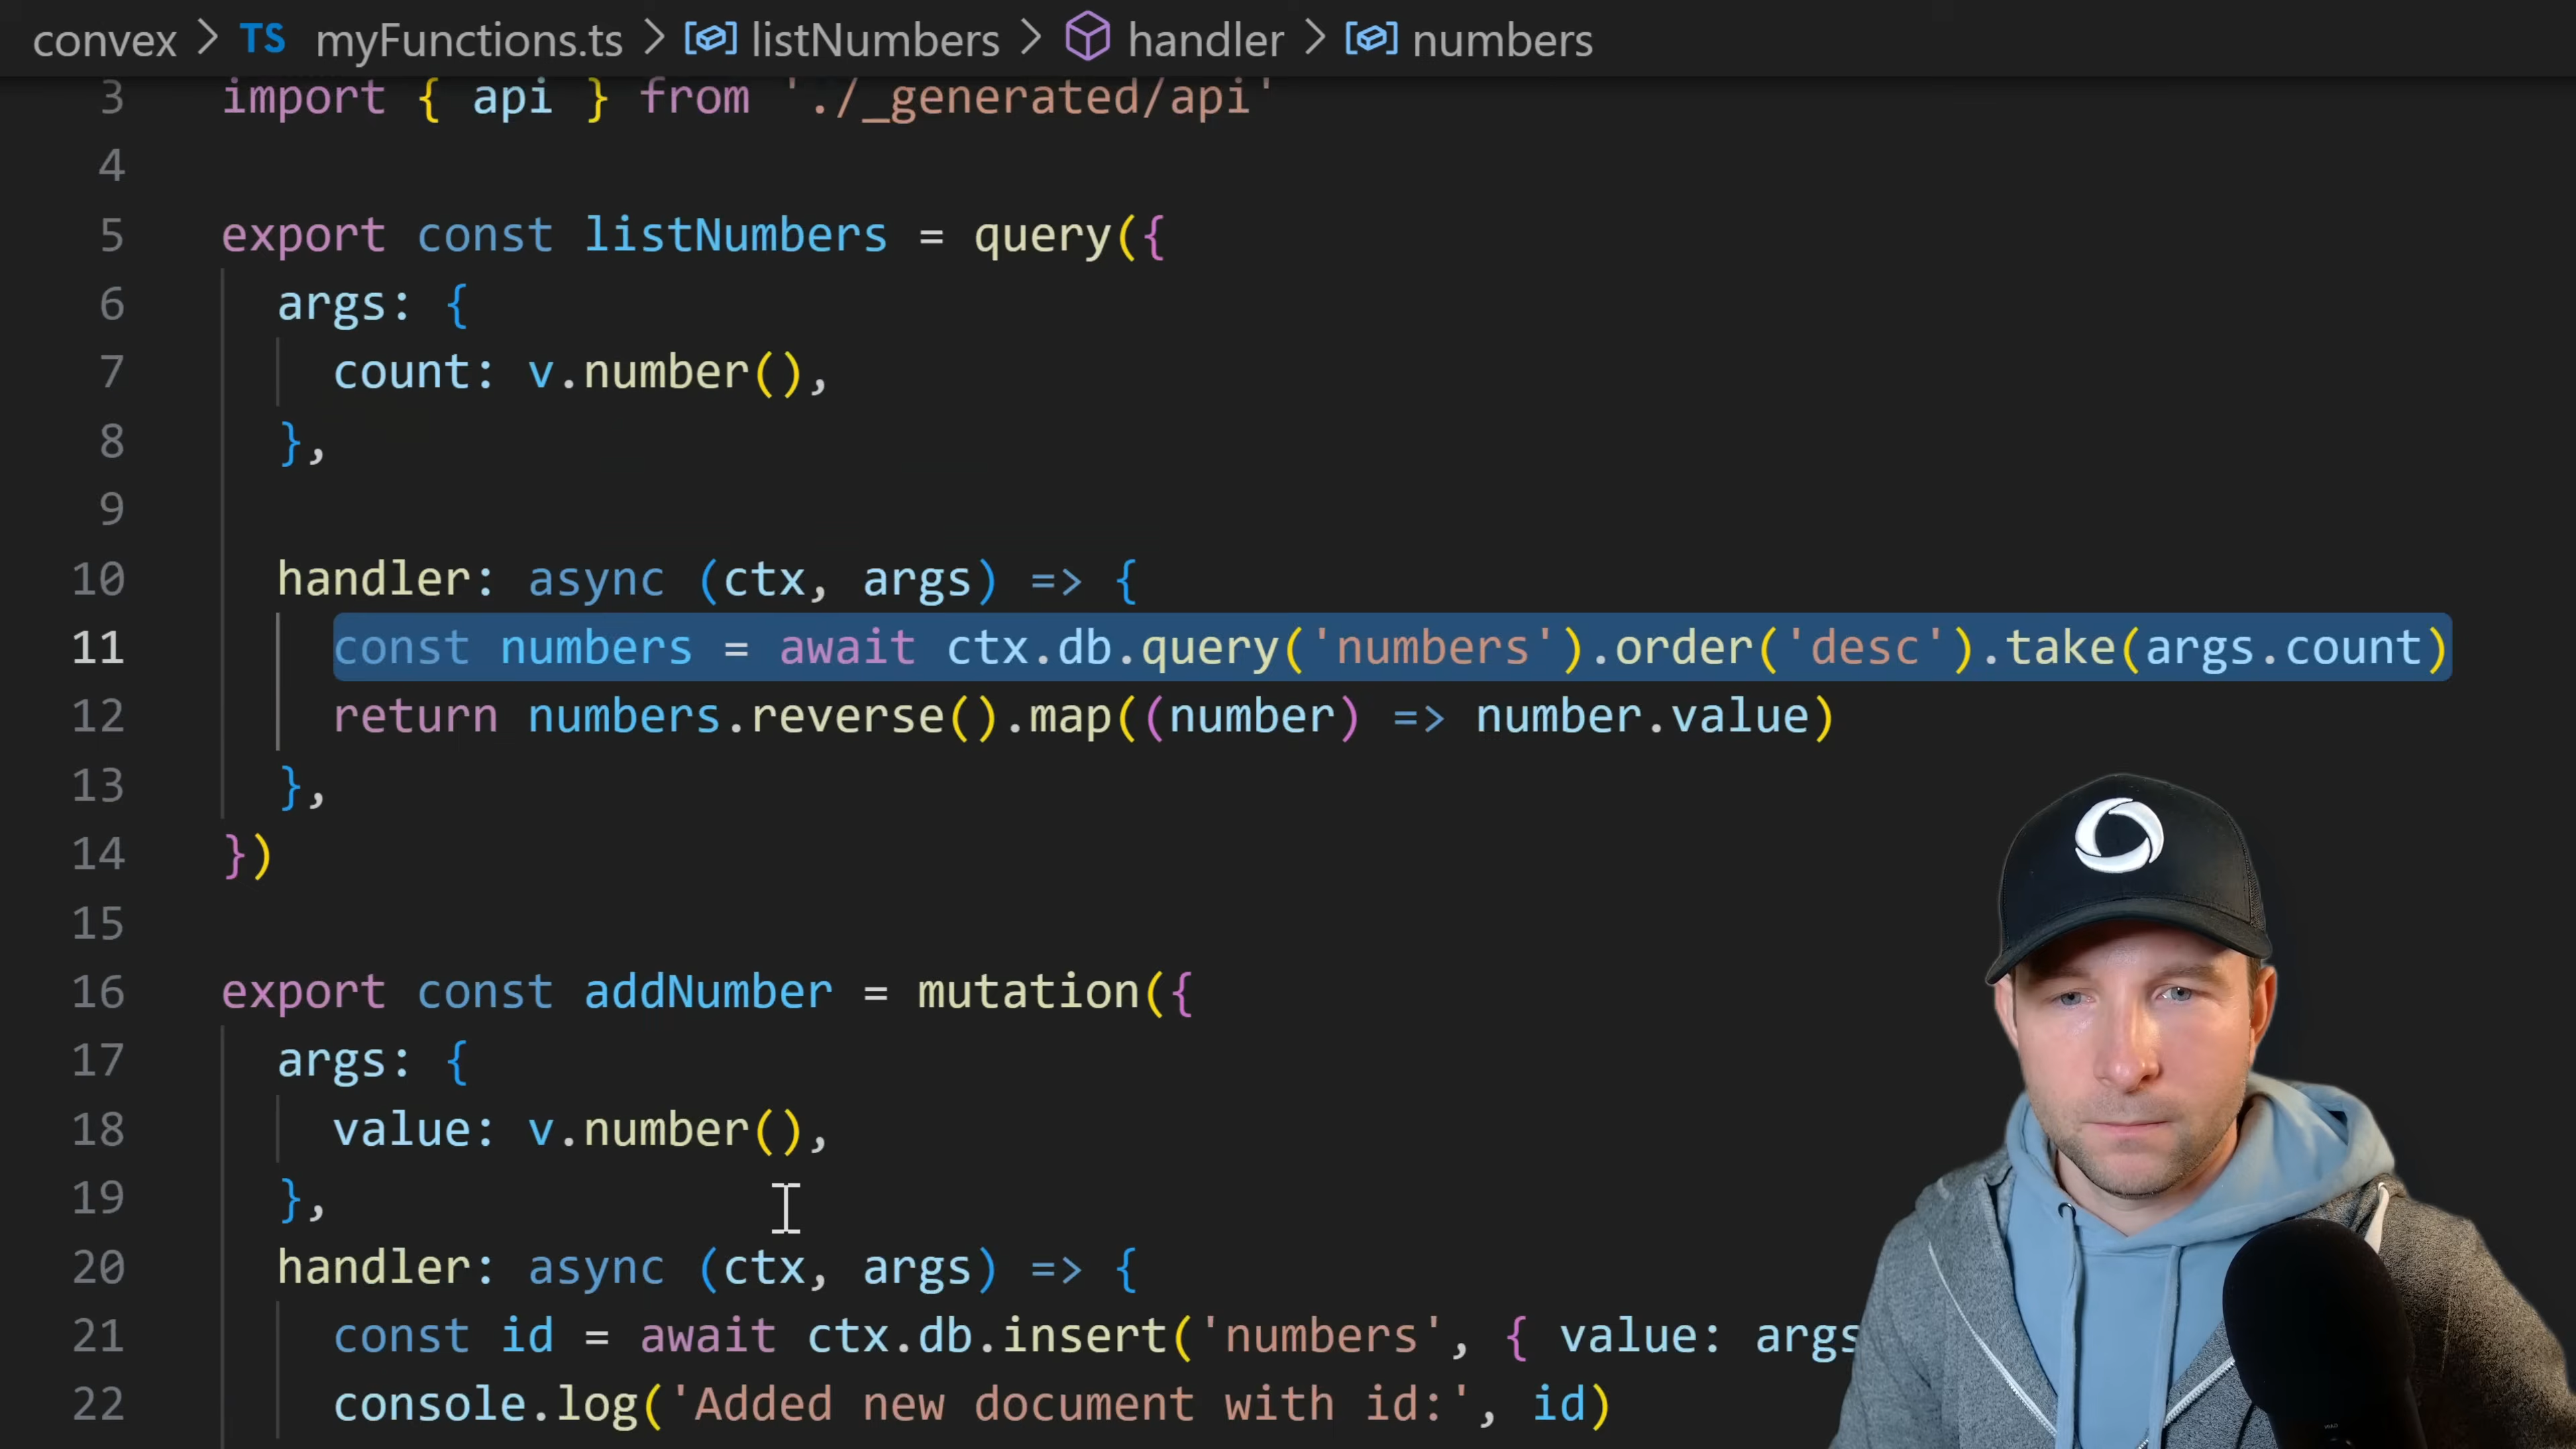 convex > TS myFunctions.ts > listNumbers > handler > numbers
3 import { api } from './_generated/api'
4
5 export const listNumbers = query({
6 args: {
7 count: v.number(),
8 },
9
10 handler: async (ctx, args) => {
11 const numbers = await ctx.db.query('numbers').order('desc').take(args.count)
12 return numbers.reverse().map((number) => number.value)
13 },
14 })
15
16 export const addNumber = mutation({
17 args: {
18 value: v.number(),
19 },
20 handler: async (ctx, args) => {
21 const id = await ctx.db.insert('numbers', { value: args
22 console.log('Added new document with id:', id)